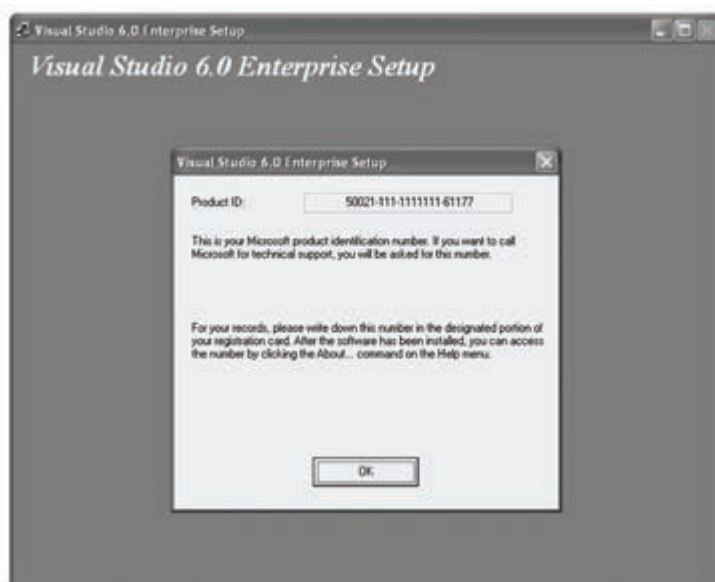 Visual Studio 6.0 Enterprise Setup
Visual Studio 6.0 Enterprise Setup
Visual Studio 6.0 Enterprise Setup
Product ID: 50021-111-1111111-61177
This is your Microsoft product identification number. If you want to call
Microsoft for technical support, you will be asked for this number.
For your records, please write down this number in the designated portion of
your registration card. After the software has been installed, you can access
the number by clicking the About... command on the Help menu.
OK